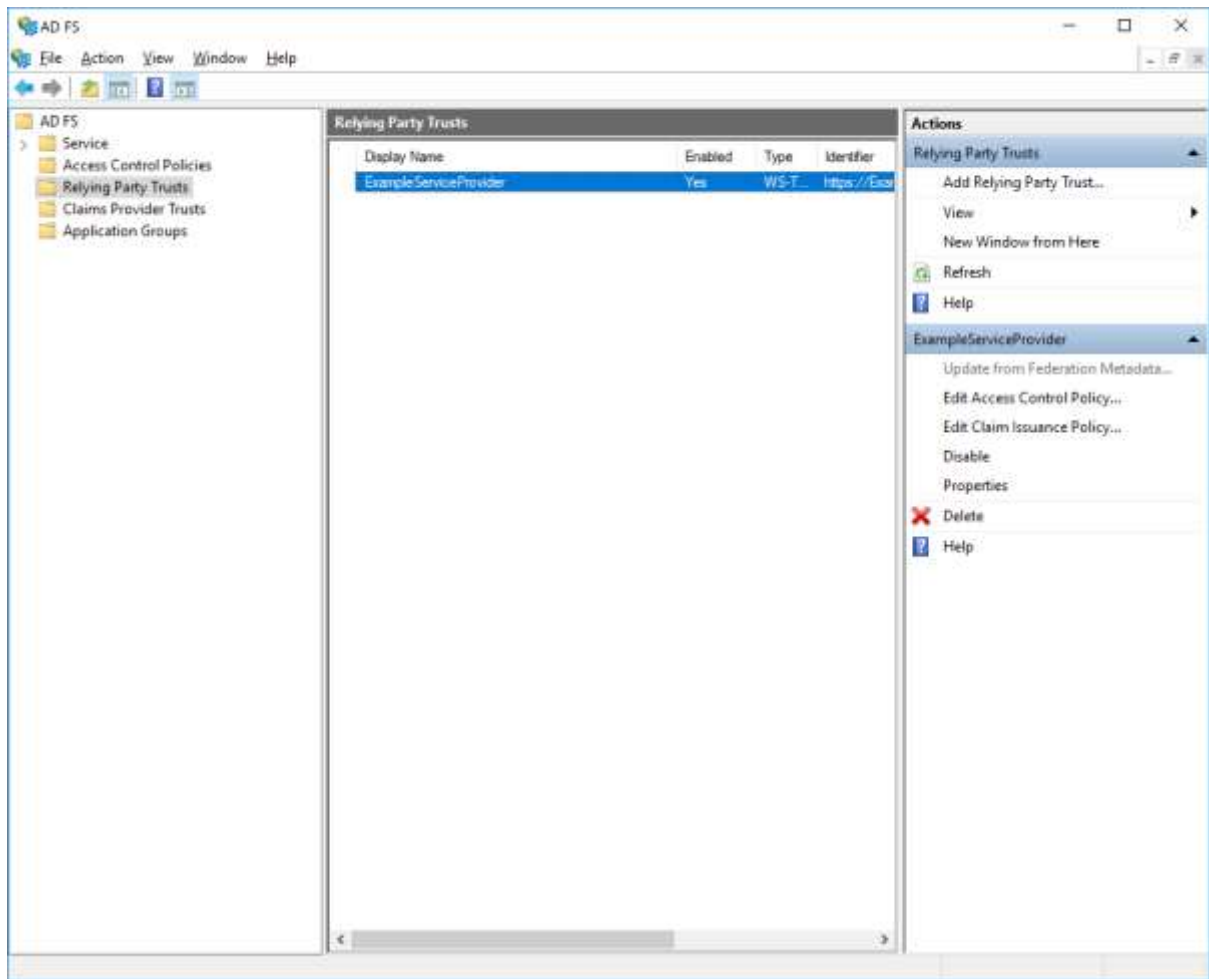 AD FS
File Action View Window Help
AD FS
Service
Access Control Policies
Relying Party Trusts
Claims Provider Trusts
Application Groups
Relying Party Trusts
Display Name Enabled Type Identifier
ExampleServiceProvider Yes WS-T... https://Exar
Actions
Relying Party Trusts
Add Relying Party Trust...
View
New Window from Here
Refresh
Help
ExampleServiceProvider
Update from Federation Metadata...
Edit Access Control Policy...
Edit Claim Issuance Policy...
Disable
Properties
Delete
Help